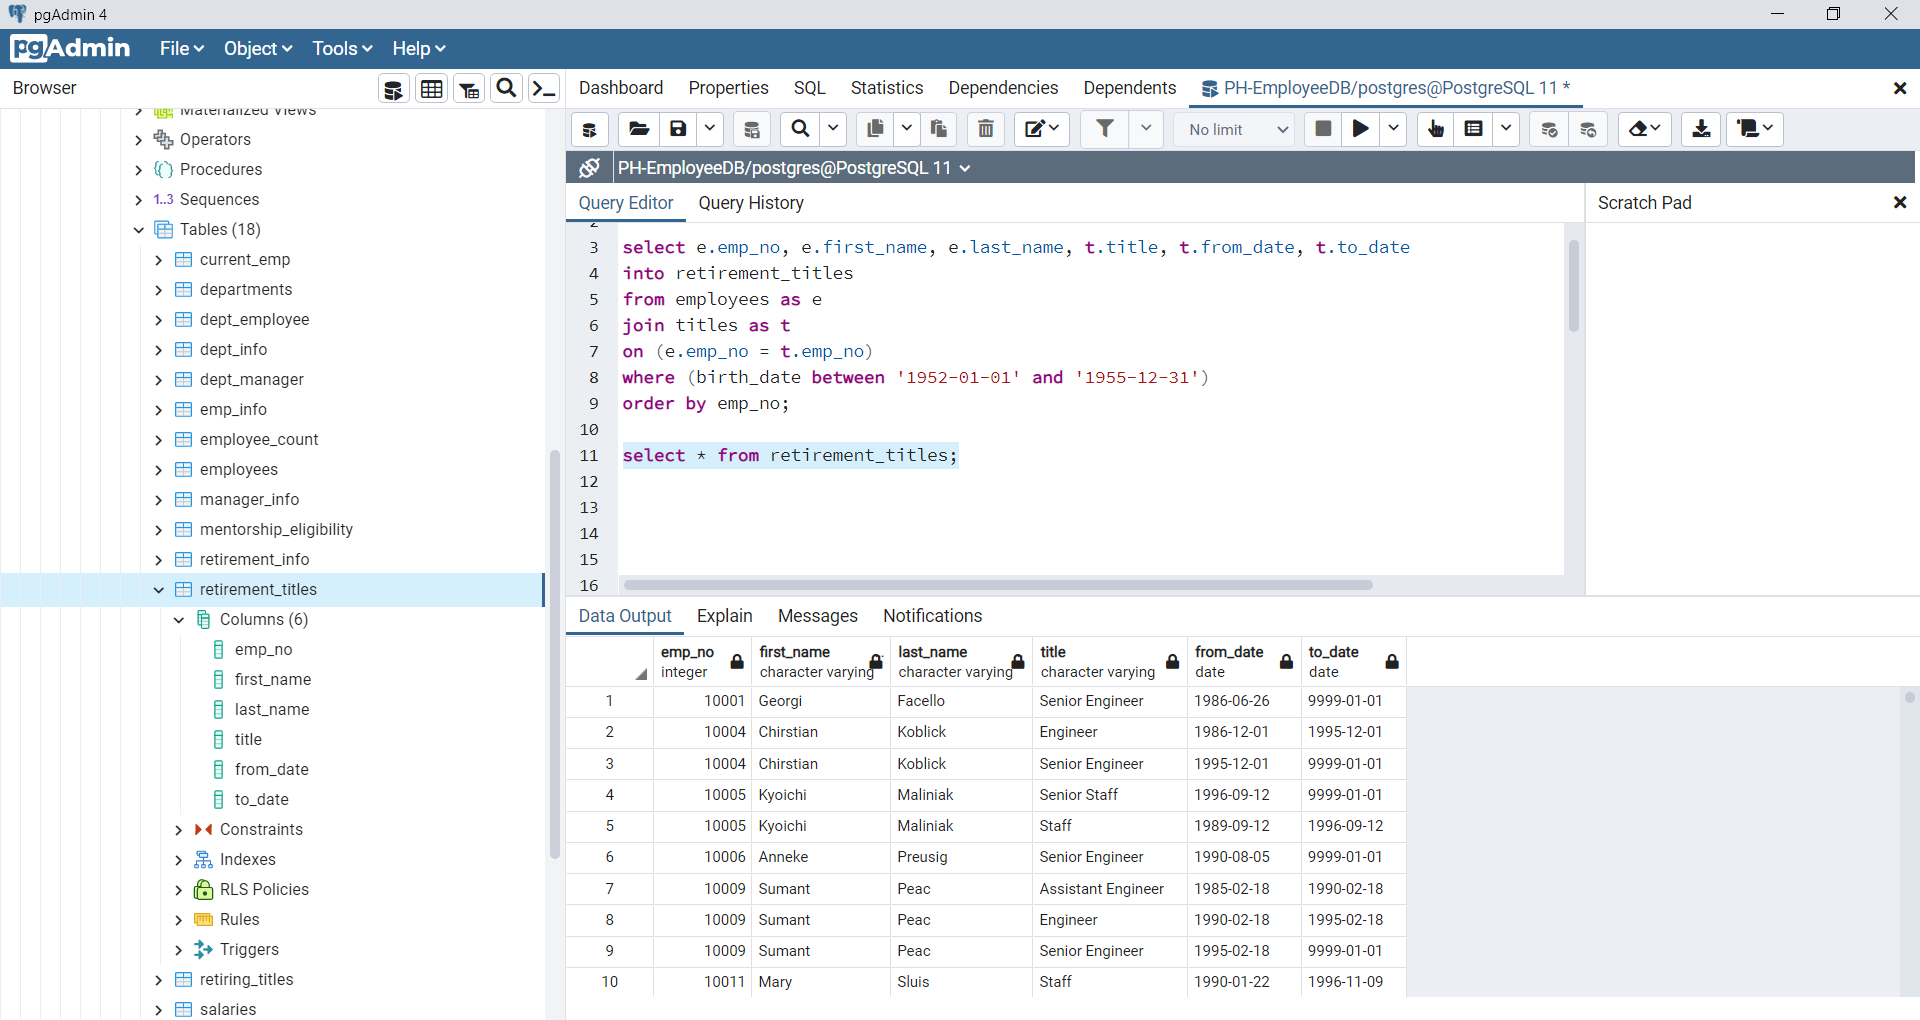 pgAdmin 4
pgAdmin File Object Tools Help
Browser
Dashboard Properties SQL Statistics Dependencies Dependents PH-EmployeeDB/postgres@PostgreSQL 11 *
No limit
PH-EmployeeDB/postgres@PostgreSQL 11
Query Editor Query History
Scratch Pad
Materialized Views
Operators
Procedures
1..3 Sequences
Tables (18)
current_emp
departments
dept_employee
dept_info
dept_manager
emp_info
employee_count
employees
manager_info
mentorship_eligibility
retirement_info
retirement_titles
Columns (6)
emp_no
first_name
last_name
title
from_date
to_date
Constraints
Indexes
RLS Policies
Rules
Triggers
retiring_titles
salaries
2
3 select e.emp_no, e.first_name, e.last_name, t.title, t.from_date, t.to_date
4 into retirement_titles
5 from employees as e
6 join titles as t
7 on (e.emp_no = t.emp_no)
8 where (birth_date between '1952-01-01' and '1955-12-31')
9 order by emp_no;
10
11 select * from retirement_titles;
12
13
14
15
16
Data Output Explain Messages Notifications
emp_no first_name last_name title from_date to_date
integer character varying character varying character varying date date
1 10001 Georgi Facello Senior Engineer 1986-06-26 9999-01-01
2 10004 Chirstian Koblick Engineer 1986-12-01 1995-12-01
3 10004 Chirstian Koblick Senior Engineer 1995-12-01 9999-01-01
4 10005 Kyoichi Maliniak Senior Staff 1996-09-12 9999-01-01
5 10005 Kyoichi Maliniak Staff 1989-09-12 1996-09-12
6 10006 Anneke Preusig Senior Engineer 1990-08-05 9999-01-01
7 10009 Sumant Peac Assistant Engineer 1985-02-18 1990-02-18
8 10009 Sumant Peac Engineer 1990-02-18 1995-02-18
9 10009 Sumant Peac Senior Engineer 1995-02-18 9999-01-01
10 10011 Mary Sluis Staff 1990-01-22 1996-11-09